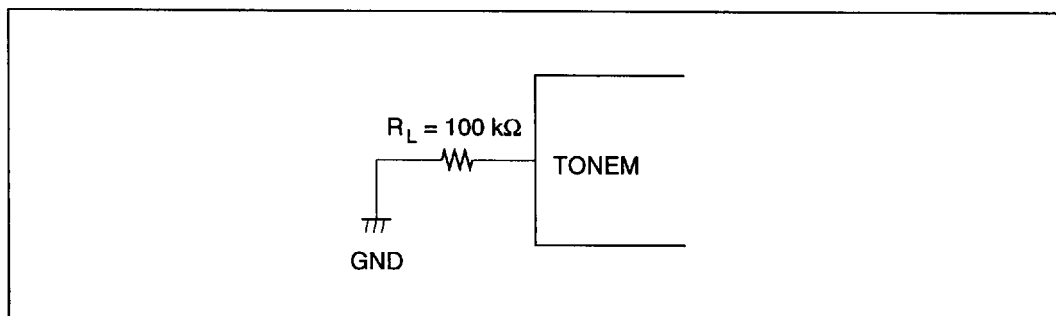 R_L = 100 kΩ
TONEM
GND